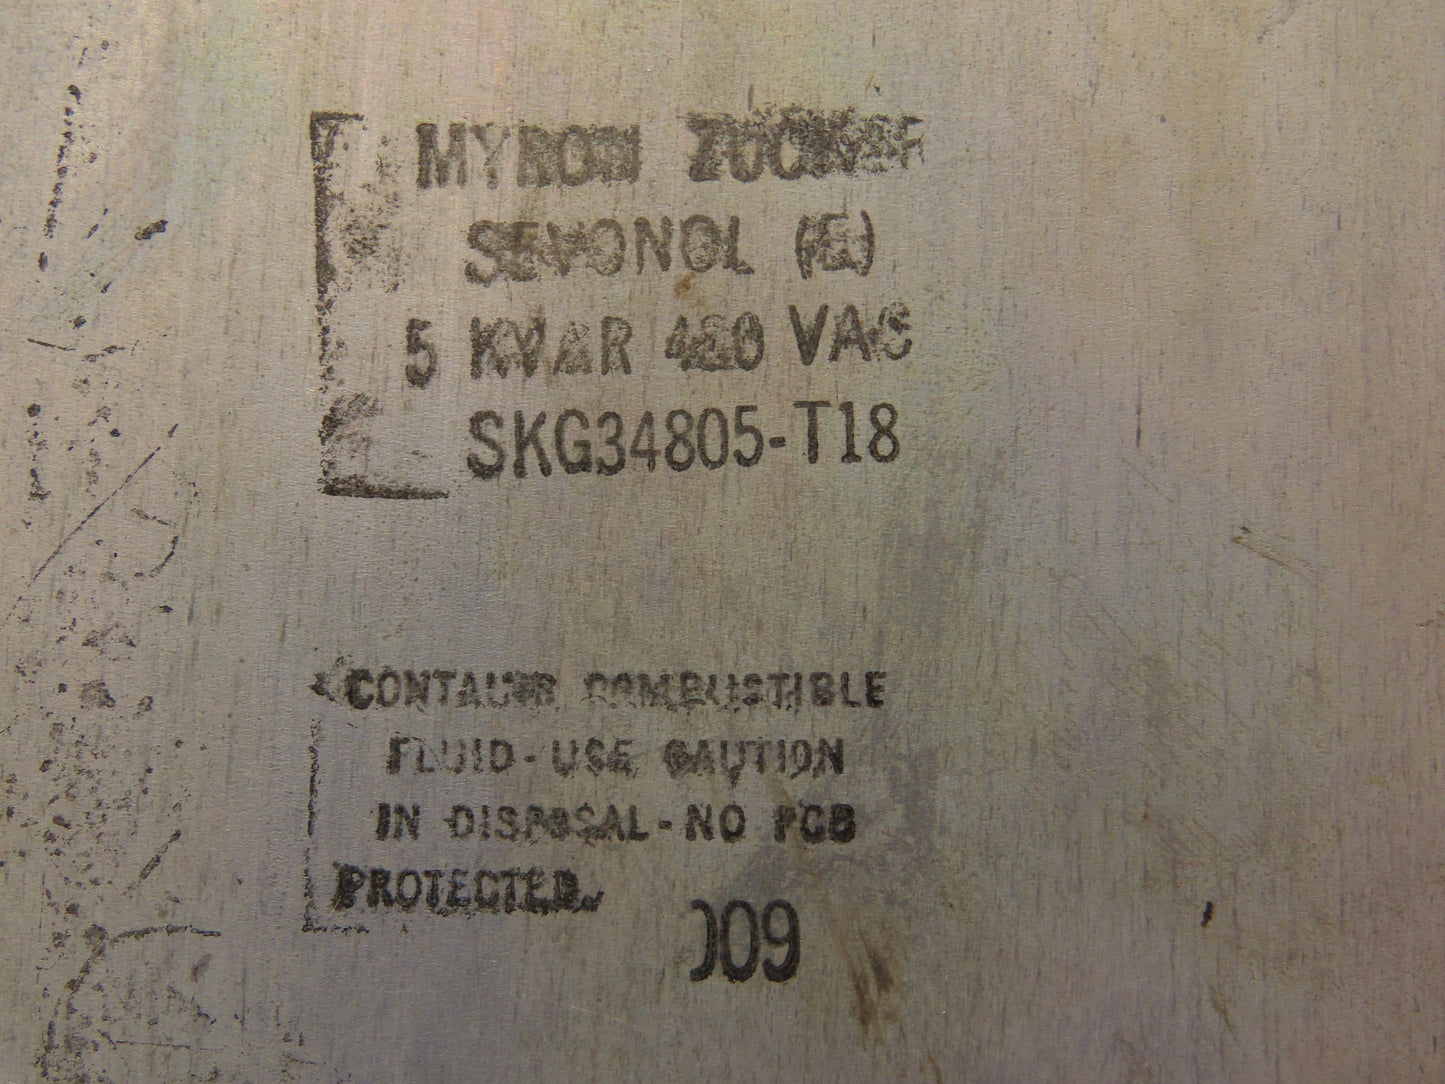 MYRON ZUCKER
SEVONOL (E)
5 KVAR 480 VAC
SKG34805-T18
CONTAINS COMBUSTIBLE
FLUID - USE CAUTION
IN DISPOSAL - NO PCB
PROTECTED.
009